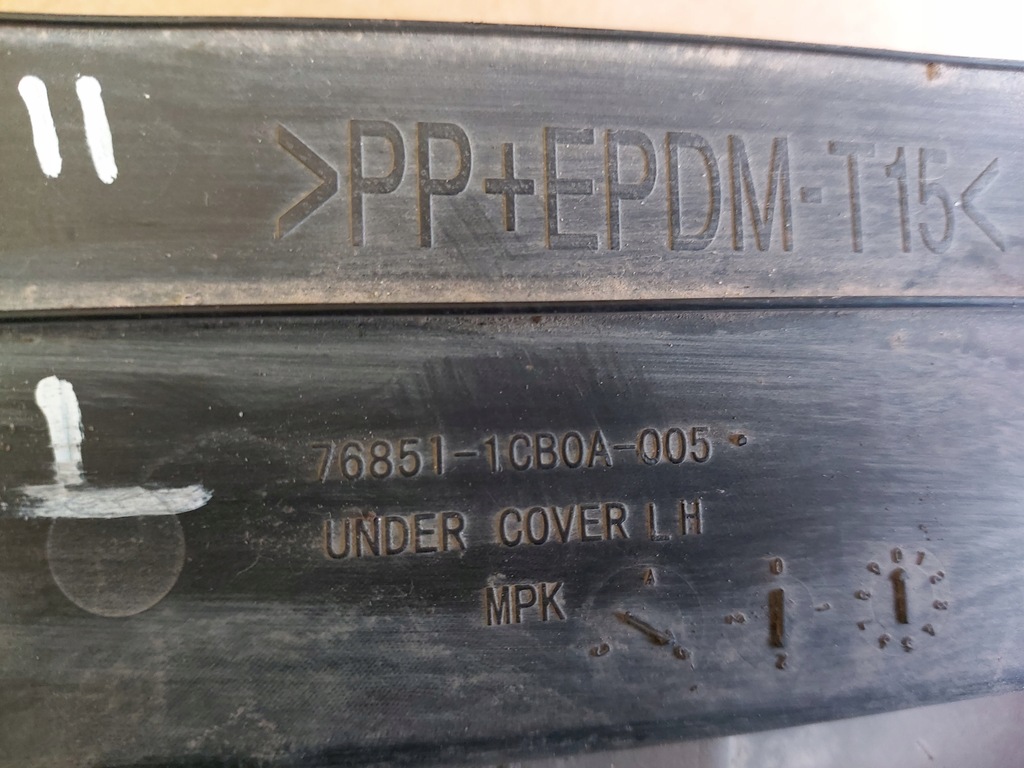 >PP+EPDM-T15<
76851-1CB0A-005
UNDER COVER LH
MPK